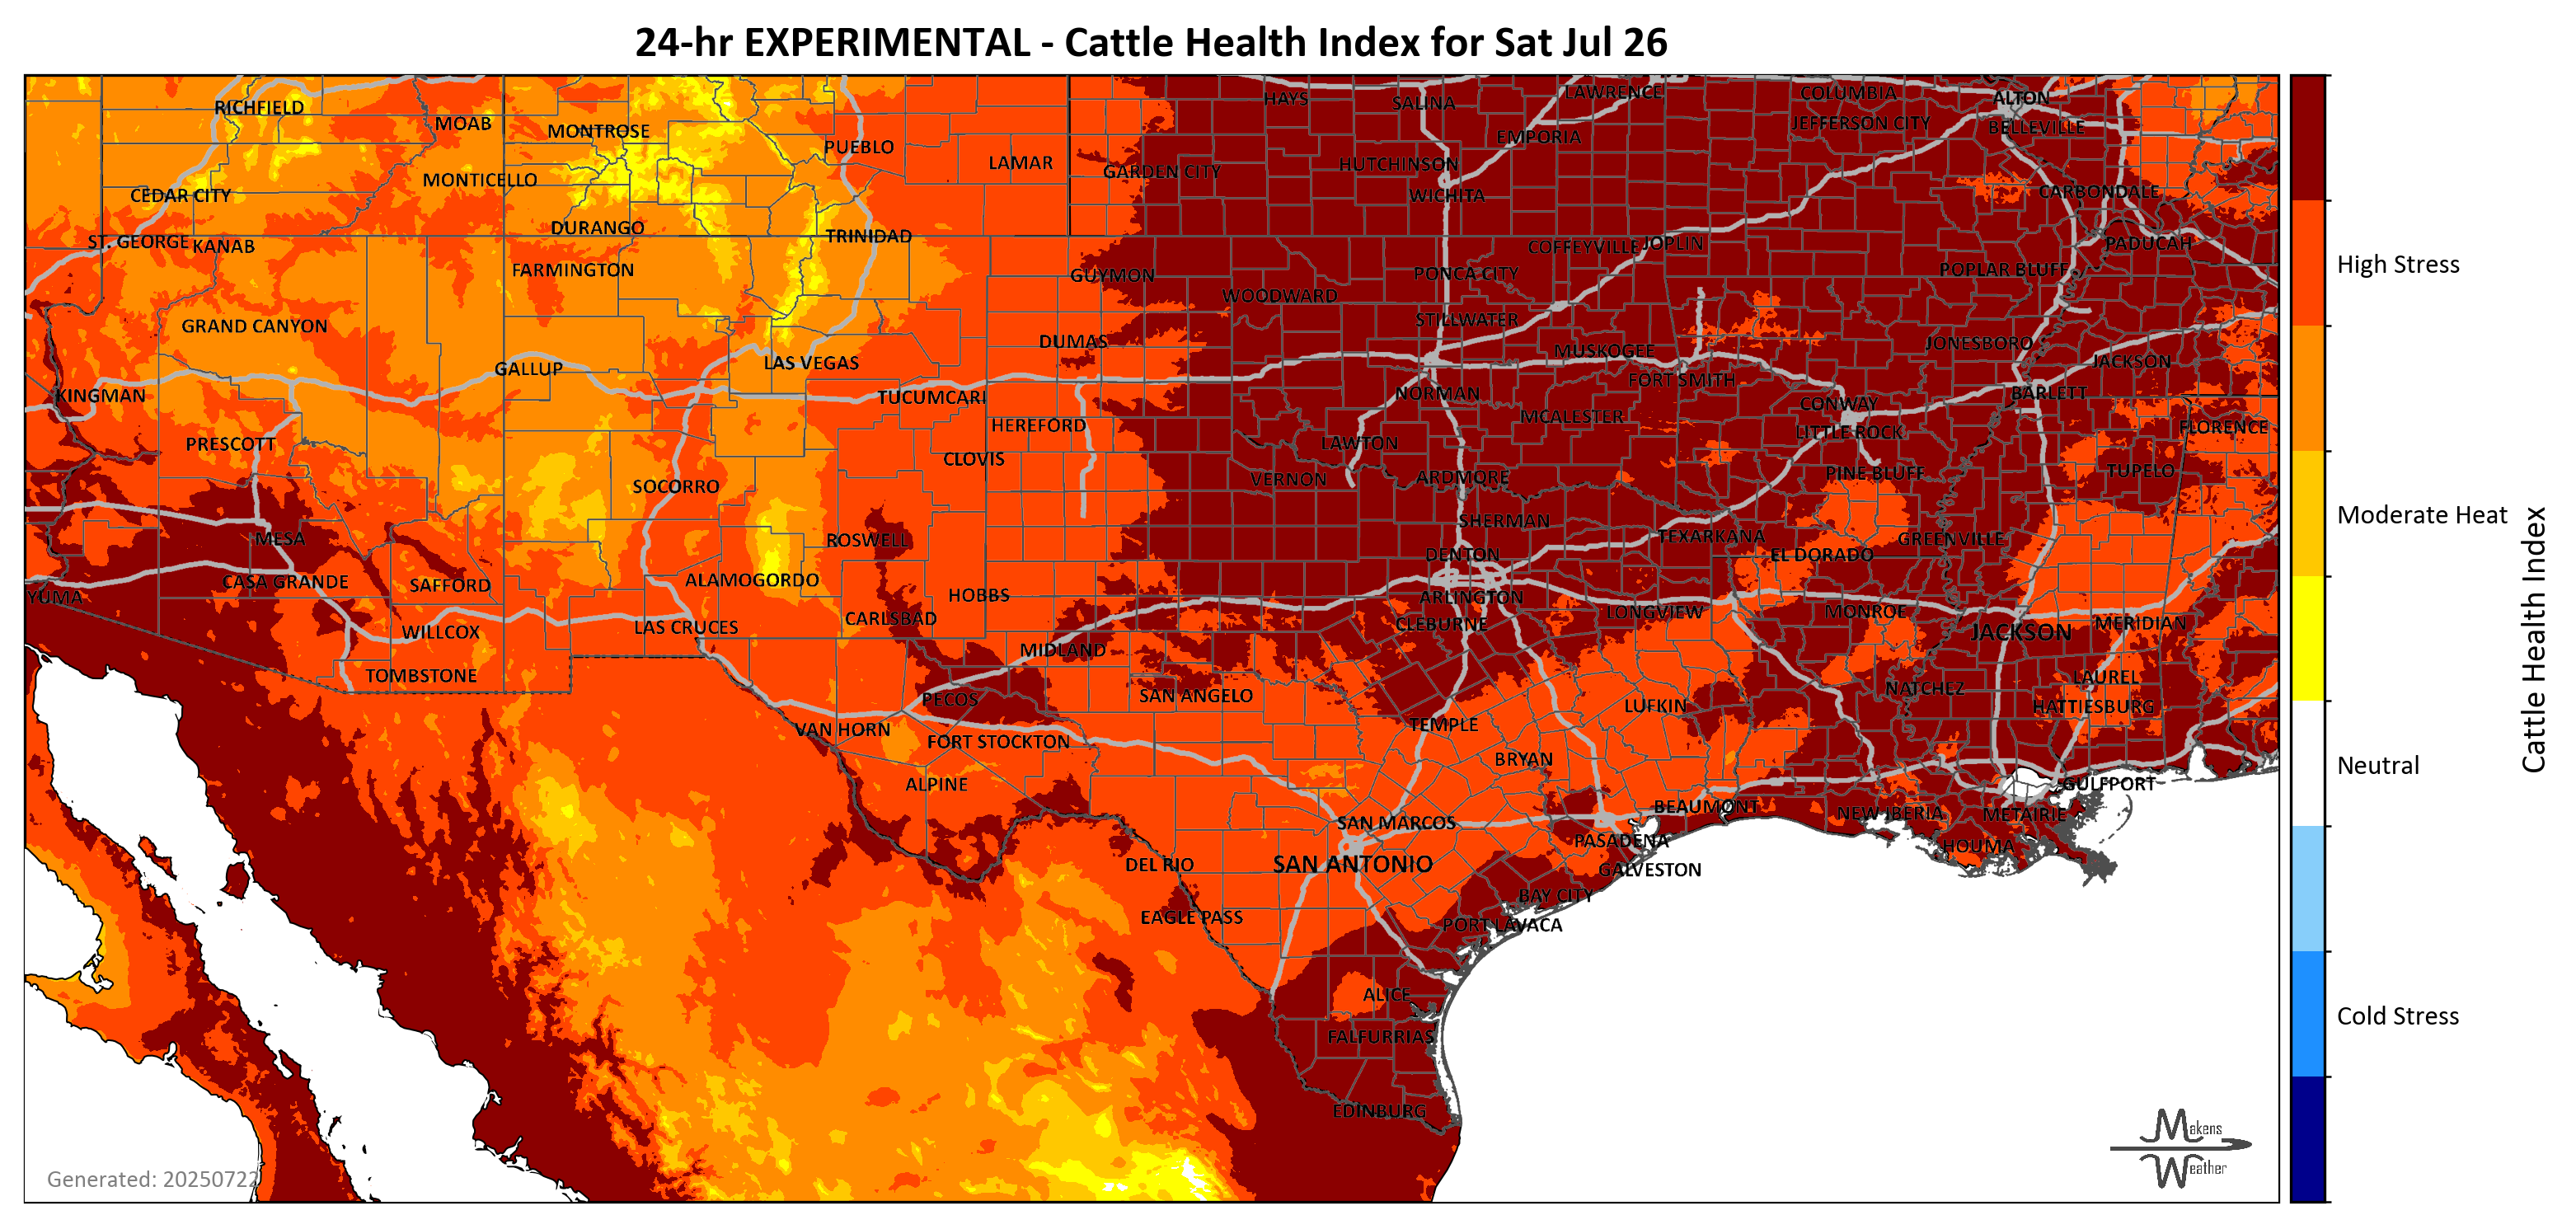 24-hr EXPERIMENTAL - Cattle Health Index for Sat Jul 26
HAYS
SALINA
LAWRENCE
COLUMBIA
ALTON
RICHFIELD
MOAB
MONTROSE
EMPORIA
JEFFERSON CITY
BELLEVILLE
PUEBLO
LAMAR
GARDEN CITY
HUTCHINSON
MONTICELLO
CEDAR CITY
WICHITA
CARBONDALE
DURANGO
TRINIDAD
ST. GEORGE
KANAB
COFFEYVILLE
JOPLIN
PADUCAH
FARMINGTON
GUYMON
PONCA CITY
POPLAR BLUFF
High Stress
WOODWARD
GRAND CANYON
STILLWATER
DUMAS
MUSKOGEE
JONESBORO
JACKSON
GALLUP
LAS VEGAS
FORT SMITH
KINGMAN
TUCUMCARI
NORMAN
BARLETT
HEREFORD
MCALESTER
CONWAY
LITTLE ROCK
FLORENCE
PRESCOTT
LAWTON
CLOVIS
TUPELO
SOCORRO
VERNON
ARDMORE
PINE BLUFF
Moderate Heat
SHERMAN
MESA
ROSWELL
TEXARKANA
GREENVILLE
DENTON
EL DORADO
CASA GRANDE
SAFFORD
ALAMOGORDO
YUMA
HOBBS
ARLINGTON
LONGVIEW
MONROE
CARLSBAD
CLEBURNE
WILLCOX
LAS CRUCES
JACKSON
MERIDIAN
MIDLAND
TOMBSTONE
LAUREL
PECOS
SAN ANGELO
NATCHEZ
LUFKIN
HATTIESBURG
VAN HORN
FORT STOCKTON
TEMPLE
BRYAN
Neutral
ALPINE
GULFPORT
SAN MARCOS
BEAUMONT
NEW IBERIA
METAIRIE
PASADENA
HOUMA
DEL RIO
SAN ANTONIO
GALVESTON
BAY CITY
EAGLE PASS
PORT LAVACA
ALICE
Cold Stress
FALFURRIAS
EDINBURG
Makens
Weather
Generated: 20250722
Cattle Health Index